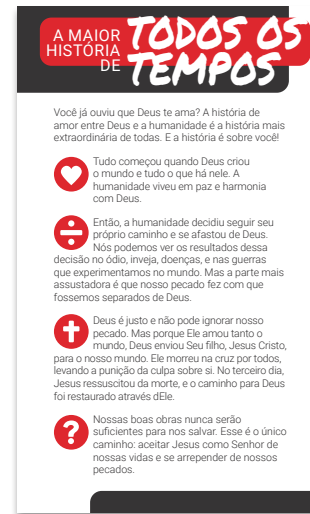 A MAIOR
HISTÓRIA
DE
TODOS OS
TEMPOS
Você já ouviu que Deus te ama? A história de
amor entre Deus e a humanidade é a história mais
extraordinária de todas. E a história é sobre você!
Tudo começou quando Deus criou
o mundo e tudo o que há nele. A
humanidade viveu em paz e harmonia
com Deus.
Então, a humanidade decidiu seguir seu
próprio caminho e se afastou de Deus.
Nós podemos ver os resultados dessa
decisão no ódio, inveja, doenças, e nas guerras
que experimentamos no mundo. Mas a parte mais
assustadora é que nosso pecado fez com que
fossemos separados de Deus.
Deus é justo e não pode ignorar nosso
pecado. Mas porque Ele amou tanto o
mundo, Deus enviou Seu filho, Jesus Cristo,
para o nosso mundo. Ele morreu na cruz por todos,
levando a punição da culpa sobre si. No terceiro dia,
Jesus ressuscitou da morte, e o caminho para Deus
foi restaurado através dEle.
Nossas boas obras nunca serão
suficientes para nos salvar. Esse é o único
caminho: aceitar Jesus como Senhor de
nossas vidas e se arrepender de nossos
pecados.